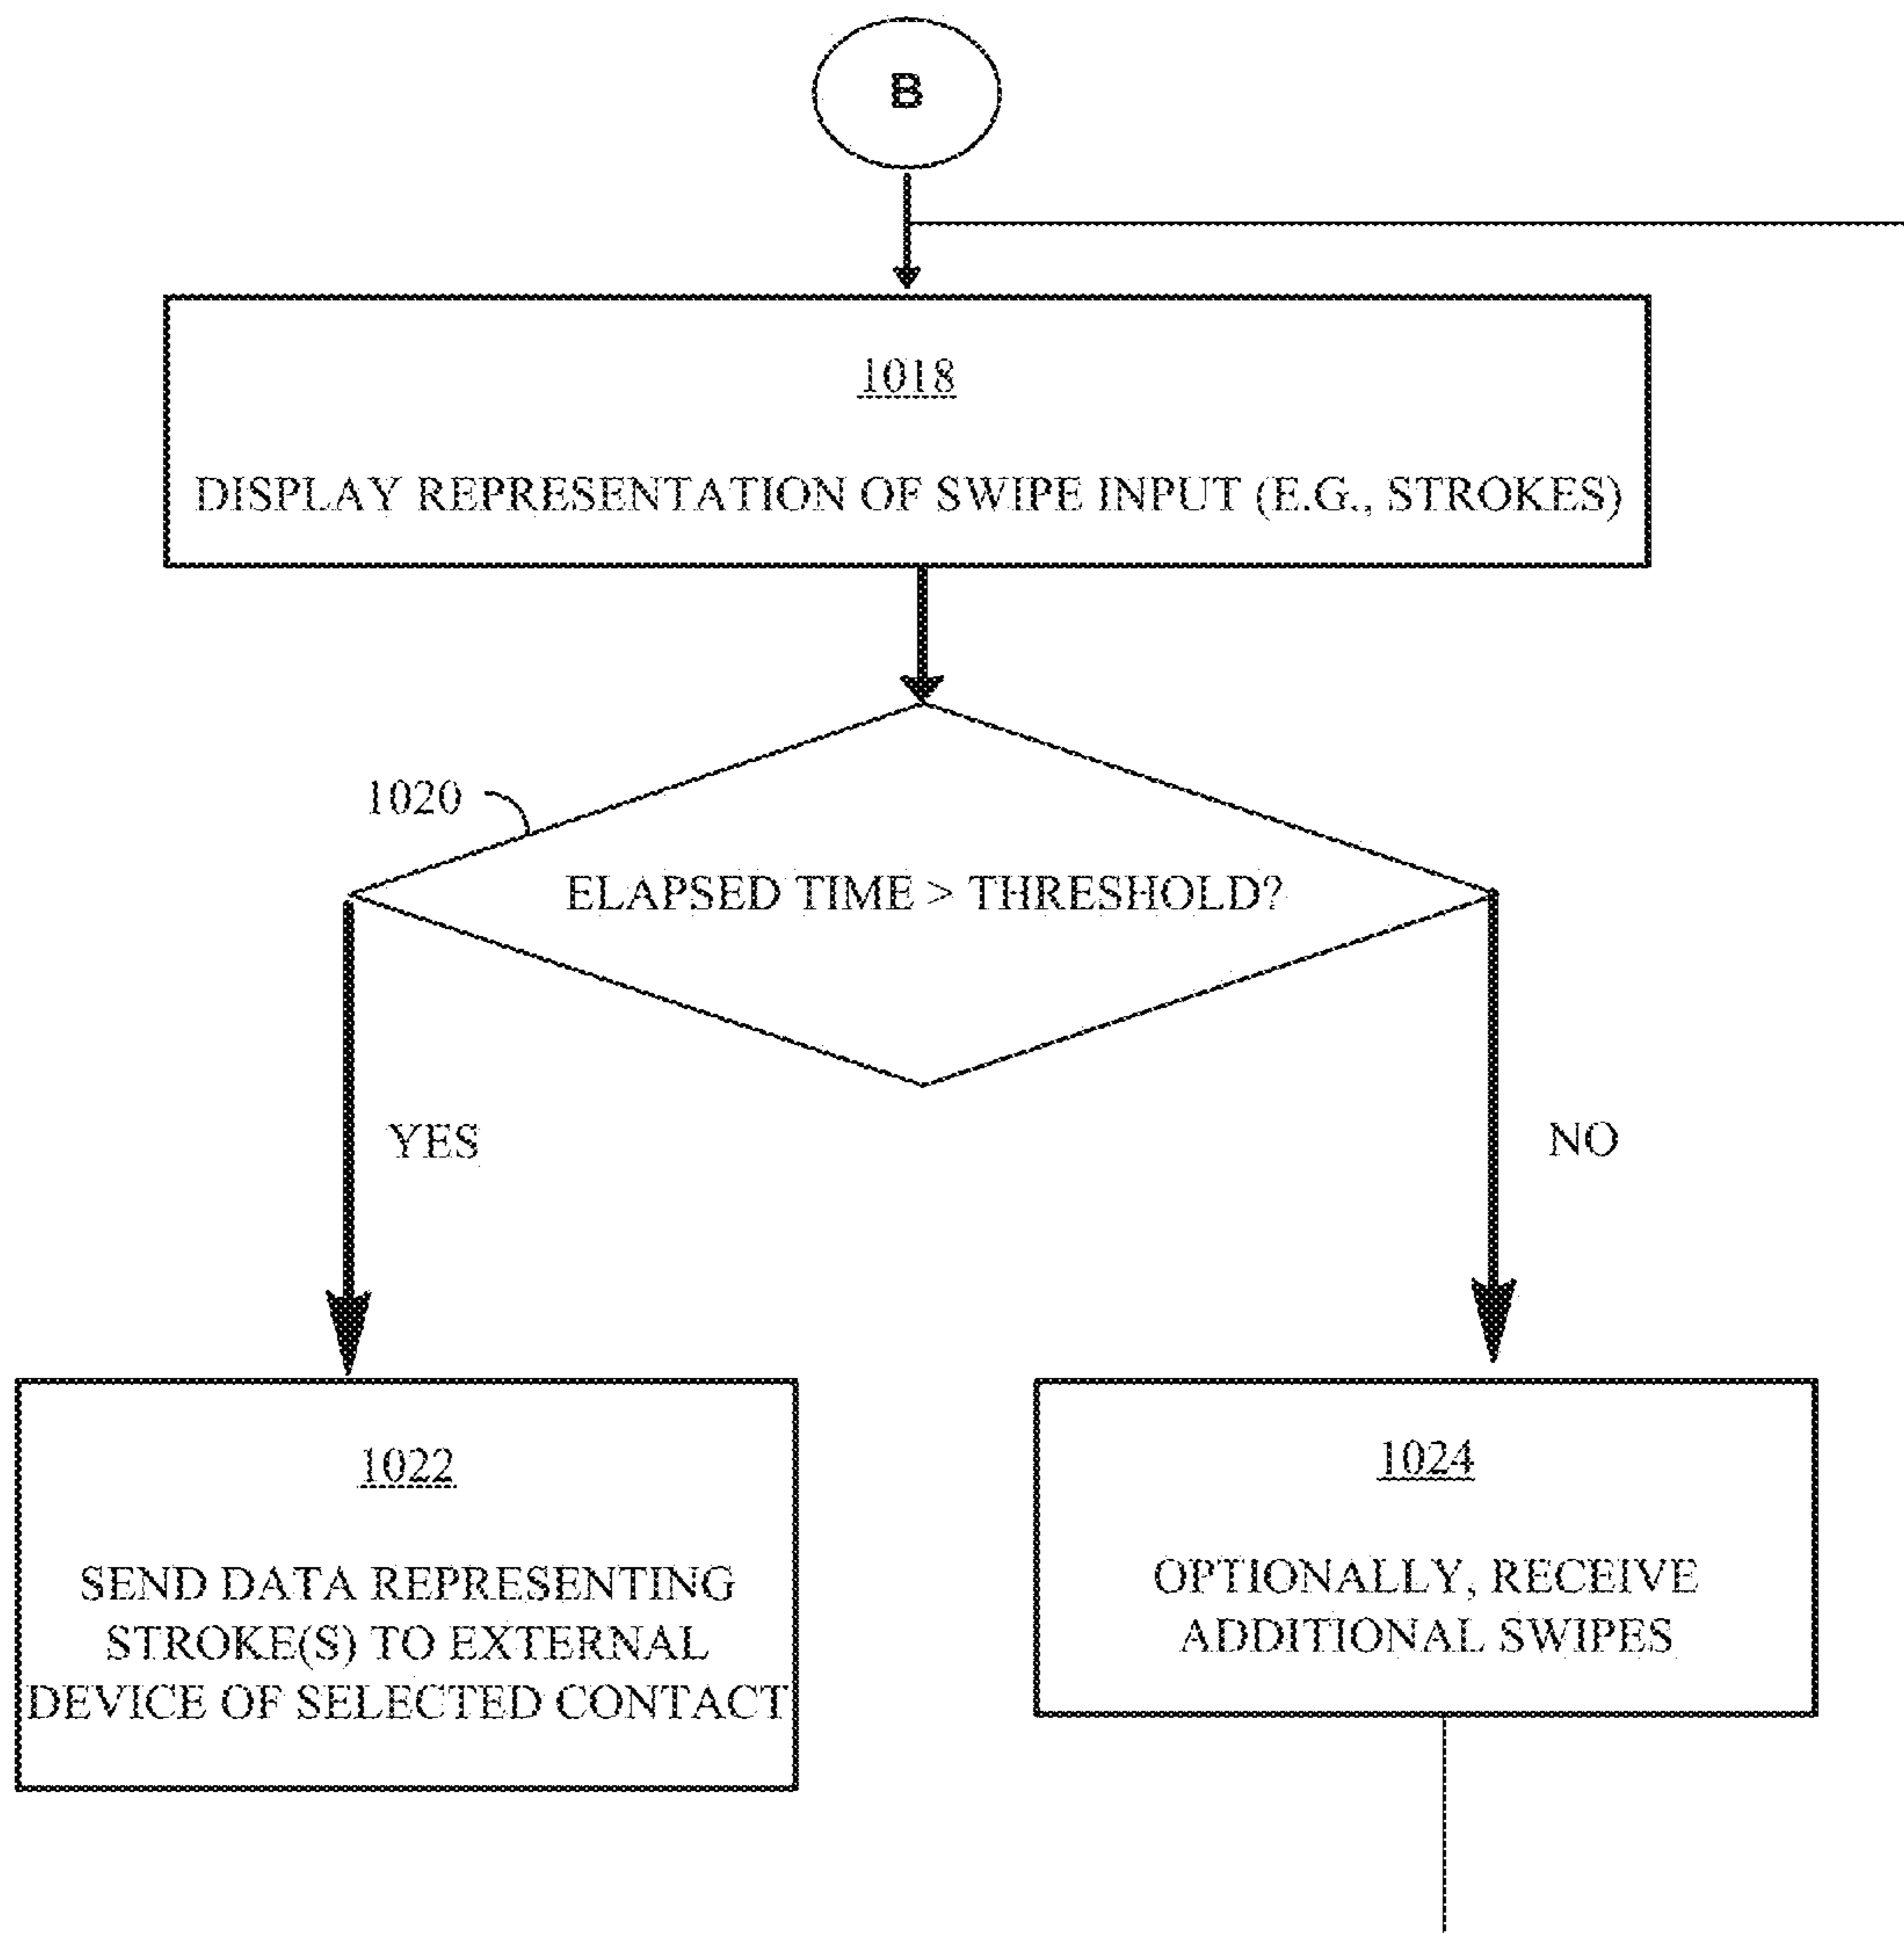 B
1018
DISPLAY REPRESENTATION OF SWIPE INPUT (E.G., STROKES)
1020
ELAPSED TIME > THRESHOLD?
YES
NO
1022
SEND DATA REPRESENTING
STROKE(S) TO EXTERNAL
DEVICE OF SELECTED CONTACT
1024
OPTIONALLY, RECEIVE
ADDITIONAL SWIPES